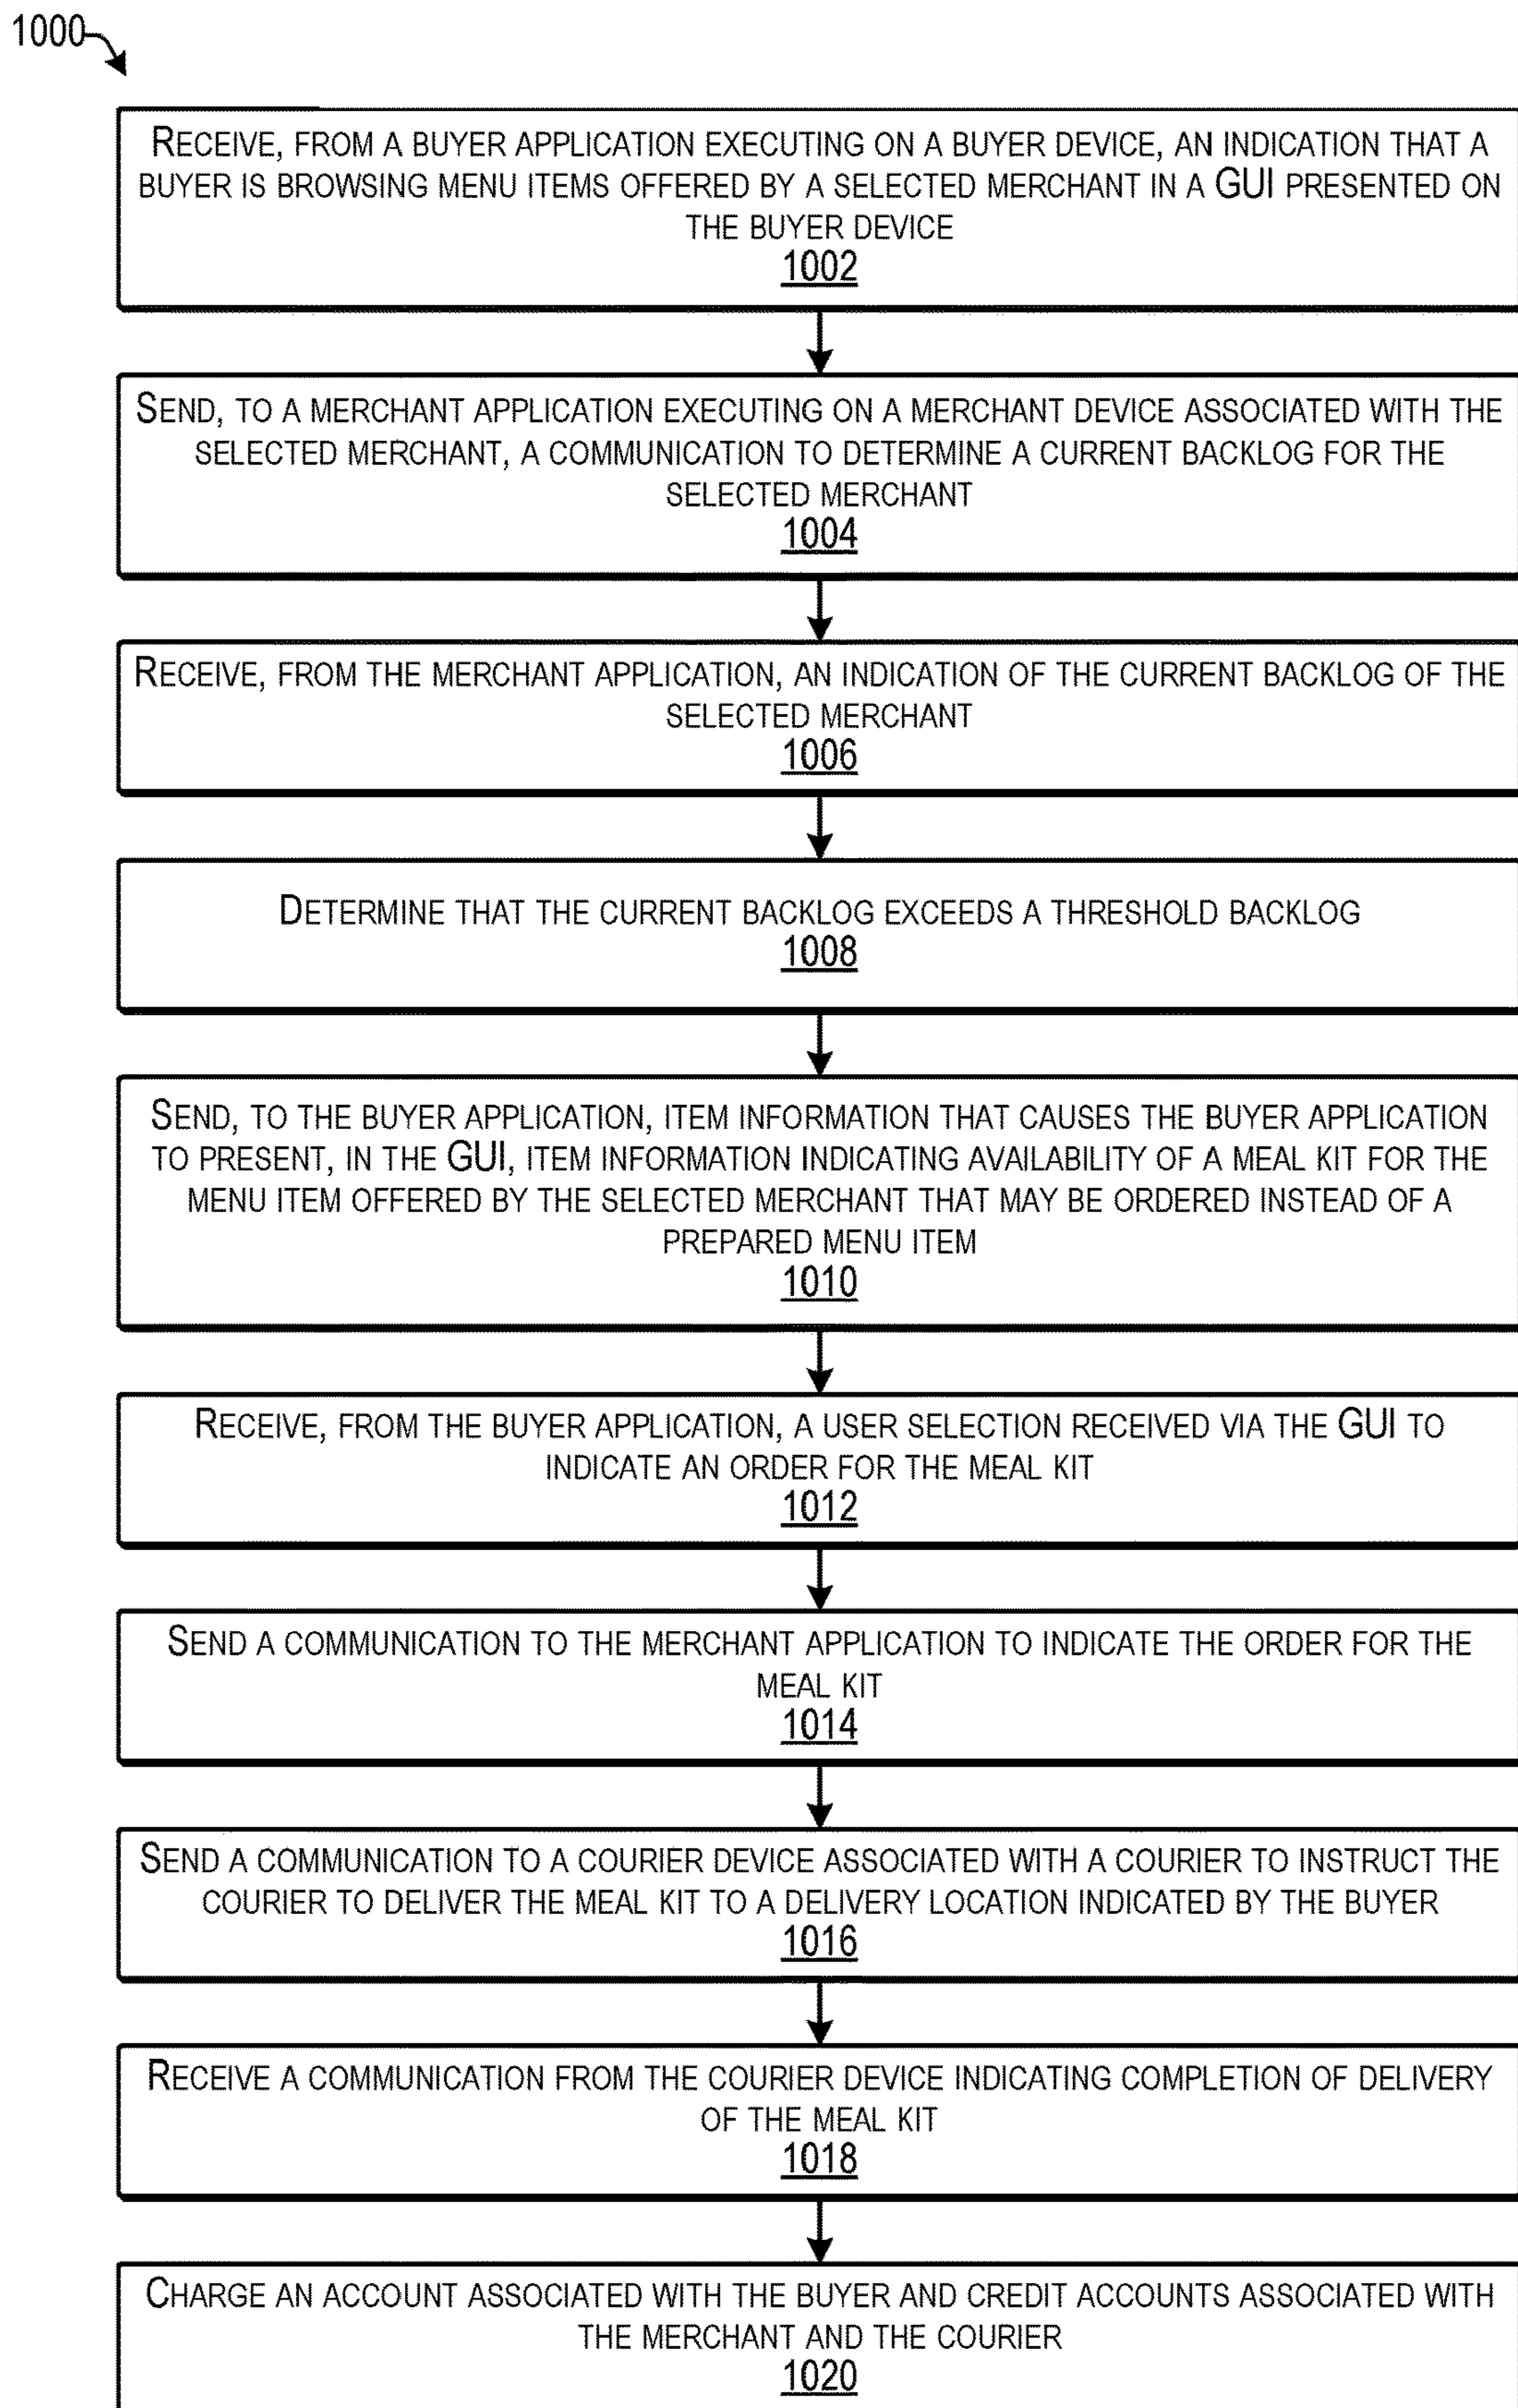 1000
RECEIVE, FROM A BUYER APPLICATION EXECUTING ON A BUYER DEVICE, AN INDICATION THAT A
BUYER IS BROWSING MENU ITEMS OFFERED BY A SELECTED MERCHANT IN A GUI PRESENTED ON
THE BUYER DEVICE
1002
SEND, TO A MERCHANT APPLICATION EXECUTING ON A MERCHANT DEVICE ASSOCIATED WITH THE
SELECTED MERCHANT, A COMMUNICATION TO DETERMINE A CURRENT BACKLOG FOR THE
SELECTED MERCHANT
1004
RECEIVE, FROM THE MERCHANT APPLICATION, AN INDICATION OF THE CURRENT BACKLOG OF THE
SELECTED MERCHANT
1006
DETERMINE THAT THE CURRENT BACKLOG EXCEEDS A THRESHOLD BACKLOG
1008
SEND, TO THE BUYER APPLICATION, ITEM INFORMATION THAT CAUSES THE BUYER APPLICATION
TO PRESENT, IN THE GUI, ITEM INFORMATION INDICATING AVAILABILITY OF A MEAL KIT FOR THE
MENU ITEM OFFERED BY THE SELECTED MERCHANT THAT MAY BE ORDERED INSTEAD OF A
PREPARED MENU ITEM
1010
RECEIVE, FROM THE BUYER APPLICATION, A USER SELECTION RECEIVED VIA THE GUI TO
INDICATE AN ORDER FOR THE MEAL KIT
1012
SEND A COMMUNICATION TO THE MERCHANT APPLICATION TO INDICATE THE ORDER FOR THE
MEAL KIT
1014
SEND A COMMUNICATION TO A COURIER DEVICE ASSOCIATED WITH A COURIER TO INSTRUCT THE
COURIER TO DELIVER THE MEAL KIT TO A DELIVERY LOCATION INDICATED BY THE BUYER
1016
RECEIVE A COMMUNICATION FROM THE COURIER DEVICE INDICATING COMPLETION OF DELIVERY
OF THE MEAL KIT
1018
CHARGE AN ACCOUNT ASSOCIATED WITH THE BUYER AND CREDIT ACCOUNTS ASSOCIATED WITH
THE MERCHANT AND THE COURIER
1020